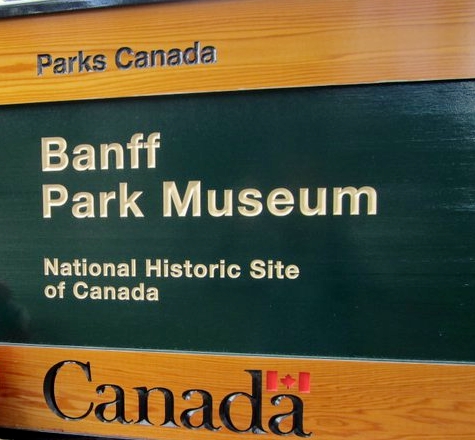 Parks Canada
Banff
Park Museum
National Historic Site
of Canada
Canada